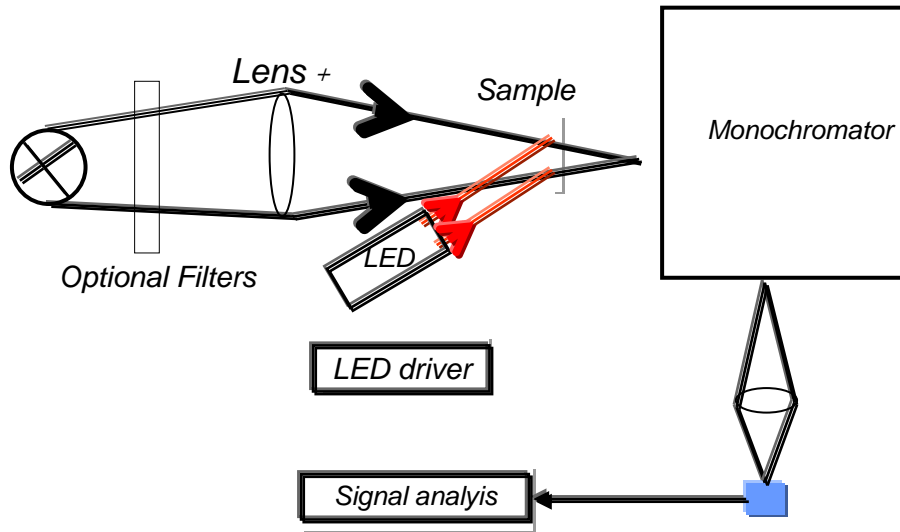 Lens +
Sample
Monochromator
Optional Filters
LED
LED driver
Signal analyis